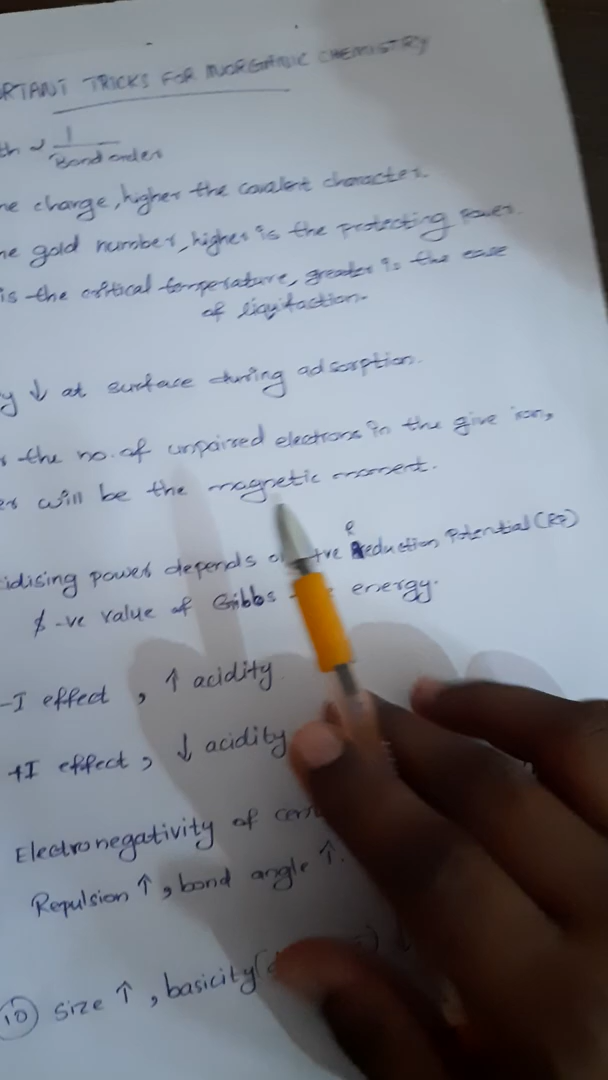 RTANT TRICKS FOR INORGANIC CHEMISTRY
th ∝ 1
Bond order
he charge, higher the covalent character.
he gold number, higher is the protecting power.
is the critical temperature, greater is the ease
of liquifaction.
y ↓ at surface during adsorption.
the no. of unpaired electrons in the give ion,
er will be the magnetic moment.
idising power depends +ve Reduction Potential (RP)
& -ve value of Gibbs energy.
-I effect, ↑ acidity
+I effect, ↓ acidity
Electronegativity of
Repulsion ↑, bond angle ↑.
10 size ↑, basicity(